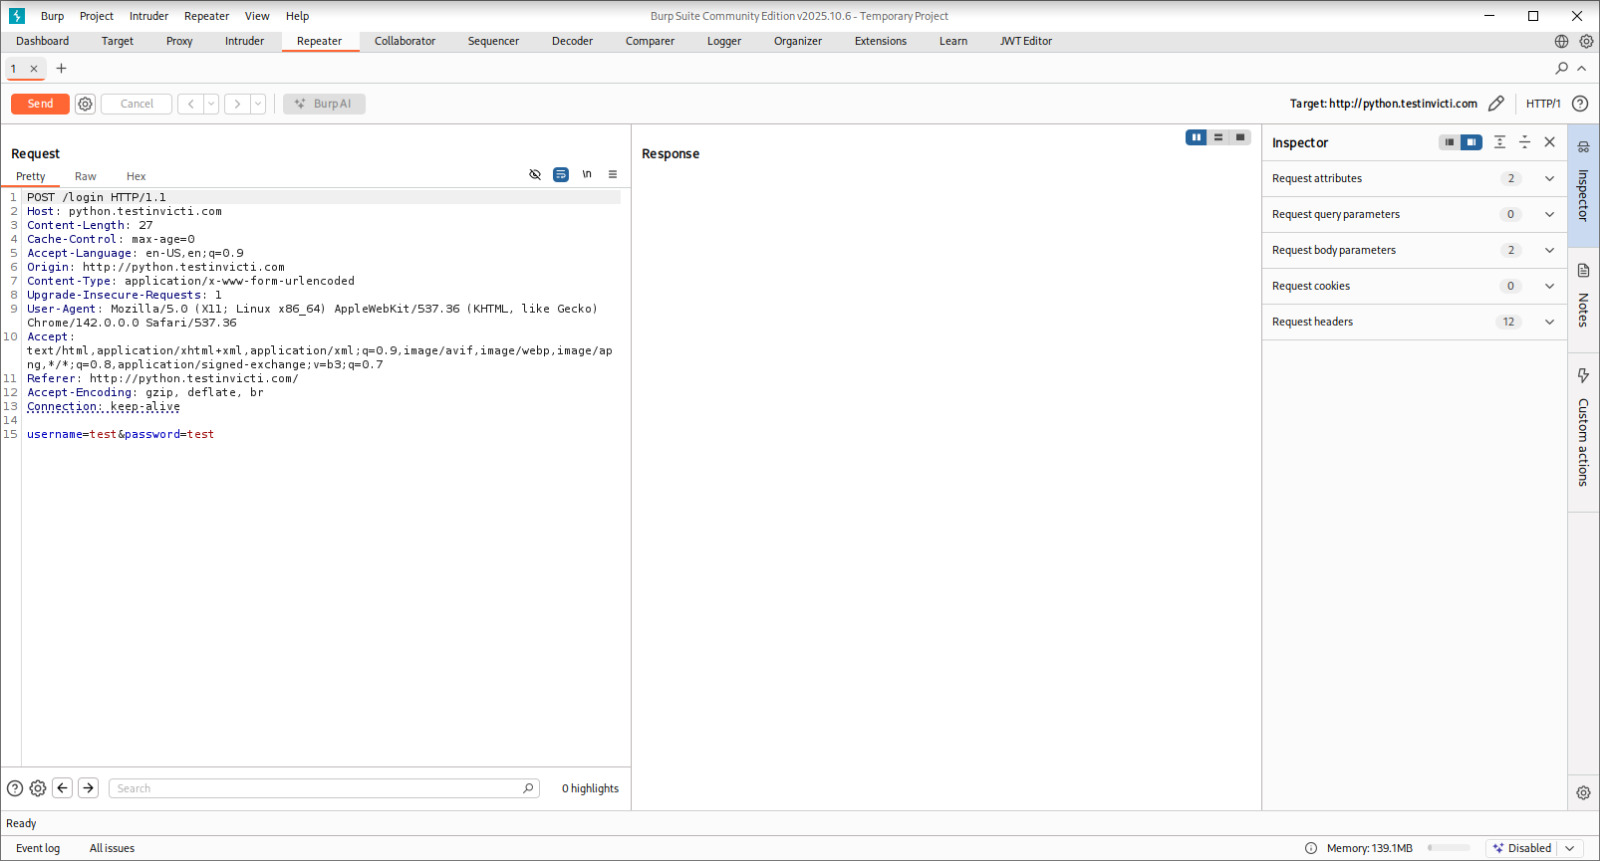 Burp Project Intruder Repeater View Help Burp Suite Community Edition v2025.10.6 - Temporary Project
Dashboard Target Proxy Intruder Repeater Collaborator Sequencer Decoder Comparer Logger Organizer Extensions Learn JWT Editor
1 × +
Send Cancel < > Burp AI Target: http://python.testinvicti.com HTTP/1 ?
Request
Pretty Raw Hex \n
1 POST /login HTTP/1.1
2 Host: python.testinvicti.com
3 Content-Length: 27
4 Cache-Control: max-age=0
5 Accept-Language: en-US,en;q=0.9
6 Origin: http://python.testinvicti.com
7 Content-Type: application/x-www-form-urlencoded
8 Upgrade-Insecure-Requests: 1
9 User-Agent: Mozilla/5.0 (X11; Linux x86_64) AppleWebKit/537.36 (KHTML, like Gecko)
Chrome/142.0.0.0 Safari/537.36
10 Accept:
text/html,application/xhtml+xml,application/xml;q=0.9,image/avif,image/webp,image/ap
ng,*/*;q=0.8,application/signed-exchange;v=b3;q=0.7
11 Referer: http://python.testinvicti.com/
12 Accept-Encoding: gzip, deflate, br
13 Connection: keep-alive
14
15 username=test&password=test
? Search 0 highlights
Response
Inspector
Request attributes 2
Request query parameters 0
Request body parameters 2
Request cookies 0
Request headers 12
Inspector
Notes
Custom actions
Ready
Event log All issues Memory: 139.1MB Disabled